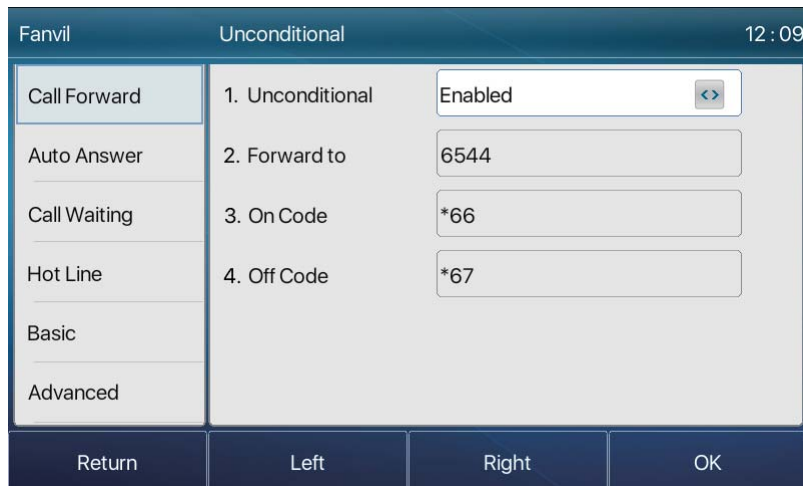 Fanvil Unconditional 12:09
Call Forward
Auto Answer
Call Waiting
Hot Line
Basic
Advanced
1. Unconditional Enabled <>
2. Forward to 6544
3. On Code *66
4. Off Code *67
Return Left Right OK